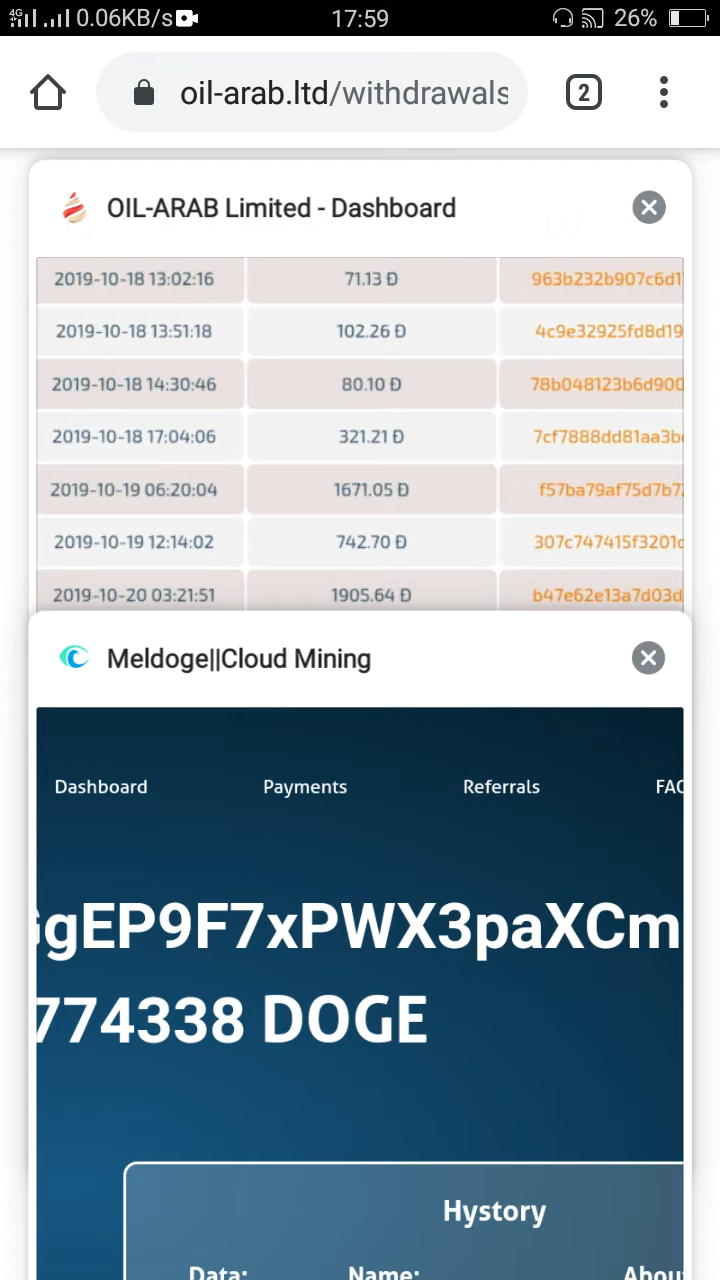 4G 0.06KB/s 17:59 26%
oil-arab.ltd/withdrawals 2
OIL-ARAB Limited - Dashboard
2019-10-18 13:02:16 71.13 Ð 963b232b907c6d1
2019-10-18 13:51:18 102.26 Ð 4c9e32925fd8d19
2019-10-18 14:30:46 80.10 Ð 78b048123b6d900
2019-10-18 17:04:06 321.21 Ð 7cf7888dd81aa3b
2019-10-19 06:20:04 1671.05 Ð f57ba79af75d7b7
2019-10-19 12:14:02 742.70 Ð 307c747415f3201
2019-10-20 03:21:51 1905.64 Ð b47e62e13a7d03d
Meldoge||Cloud Mining
Dashboard Payments Referrals FAQ
gEP9F7xPWX3paXCm
774338 DOGE
Hystory
Data: Name: Abou